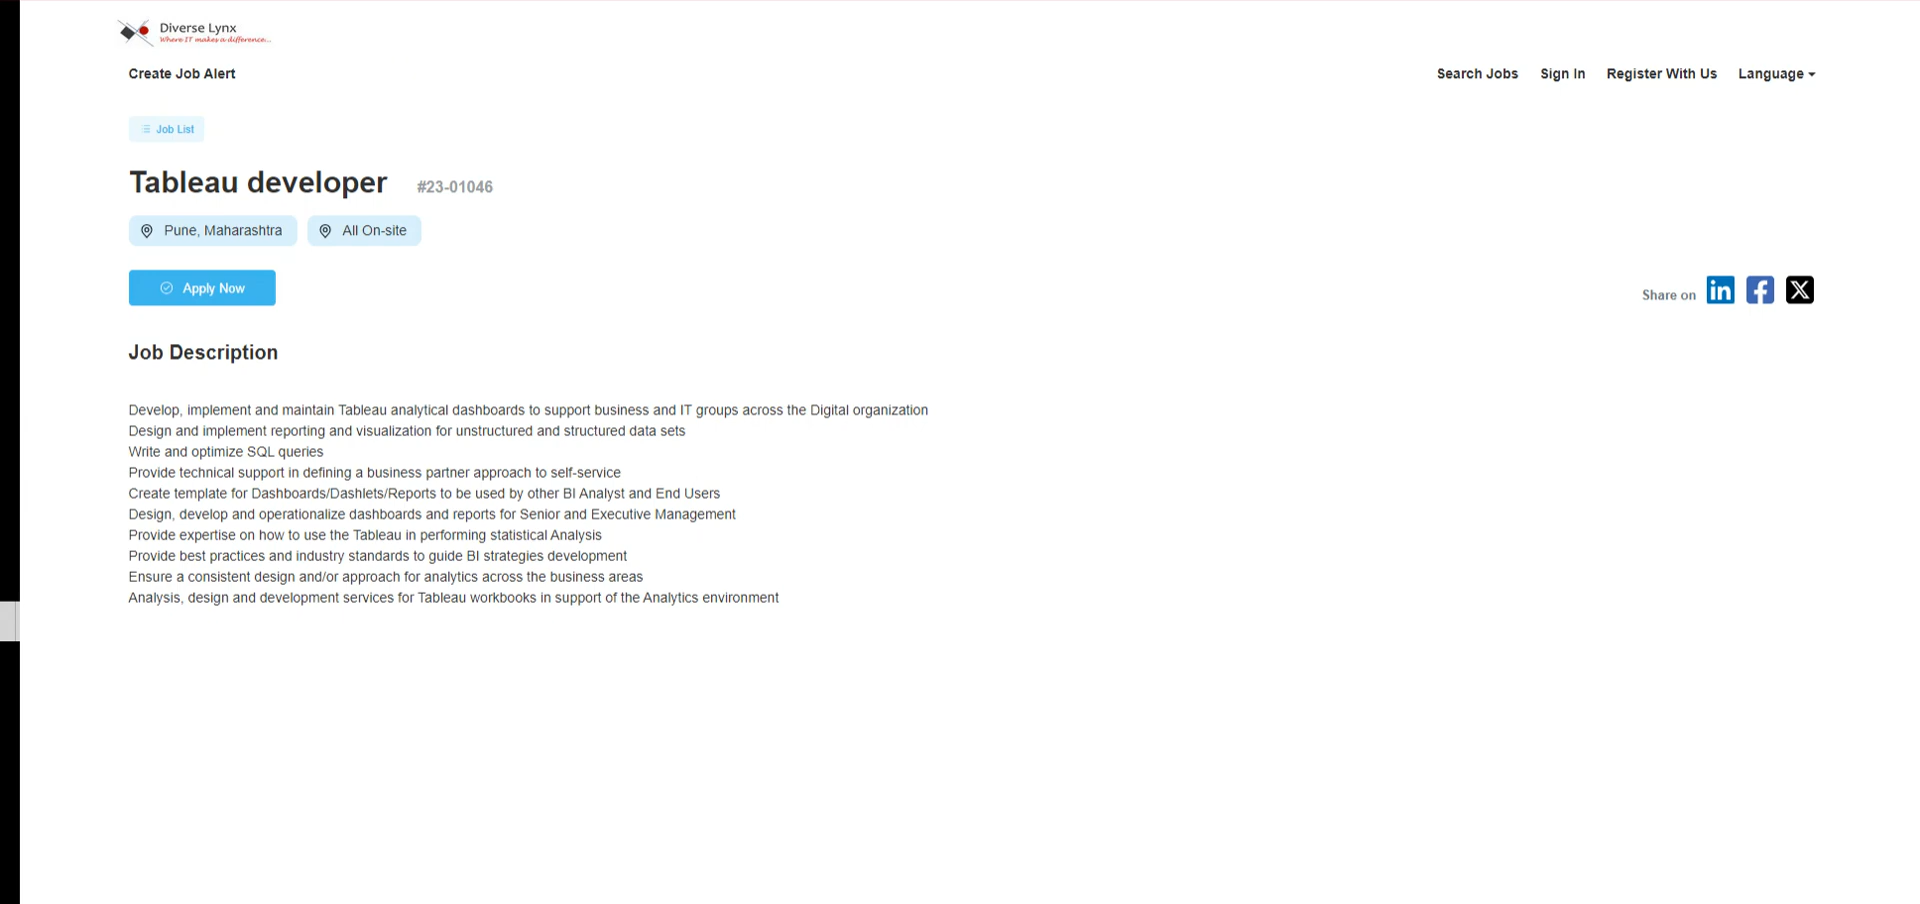 Diverse Lynx
Where IT makes a difference...
Create Job Alert
Search Jobs Sign In Register With Us Language
Job List
Tableau developer #23-01046
Pune, Maharashtra All On-site
Apply Now
Share on
Job Description
Develop, implement and maintain Tableau analytical dashboards to support business and IT groups across the Digital organization
Design and implement reporting and visualization for unstructured and structured data sets
Write and optimize SQL queries
Provide technical support in defining a business partner approach to self-service
Create template for Dashboards/Dashlets/Reports to be used by other BI Analyst and End Users
Design, develop and operationalize dashboards and reports for Senior and Executive Management
Provide expertise on how to use the Tableau in performing statistical Analysis
Provide best practices and industry standards to guide BI strategies development
Ensure a consistent design and/or approach for analytics across the business areas
Analysis, design and development services for Tableau workbooks in support of the Analytics environment